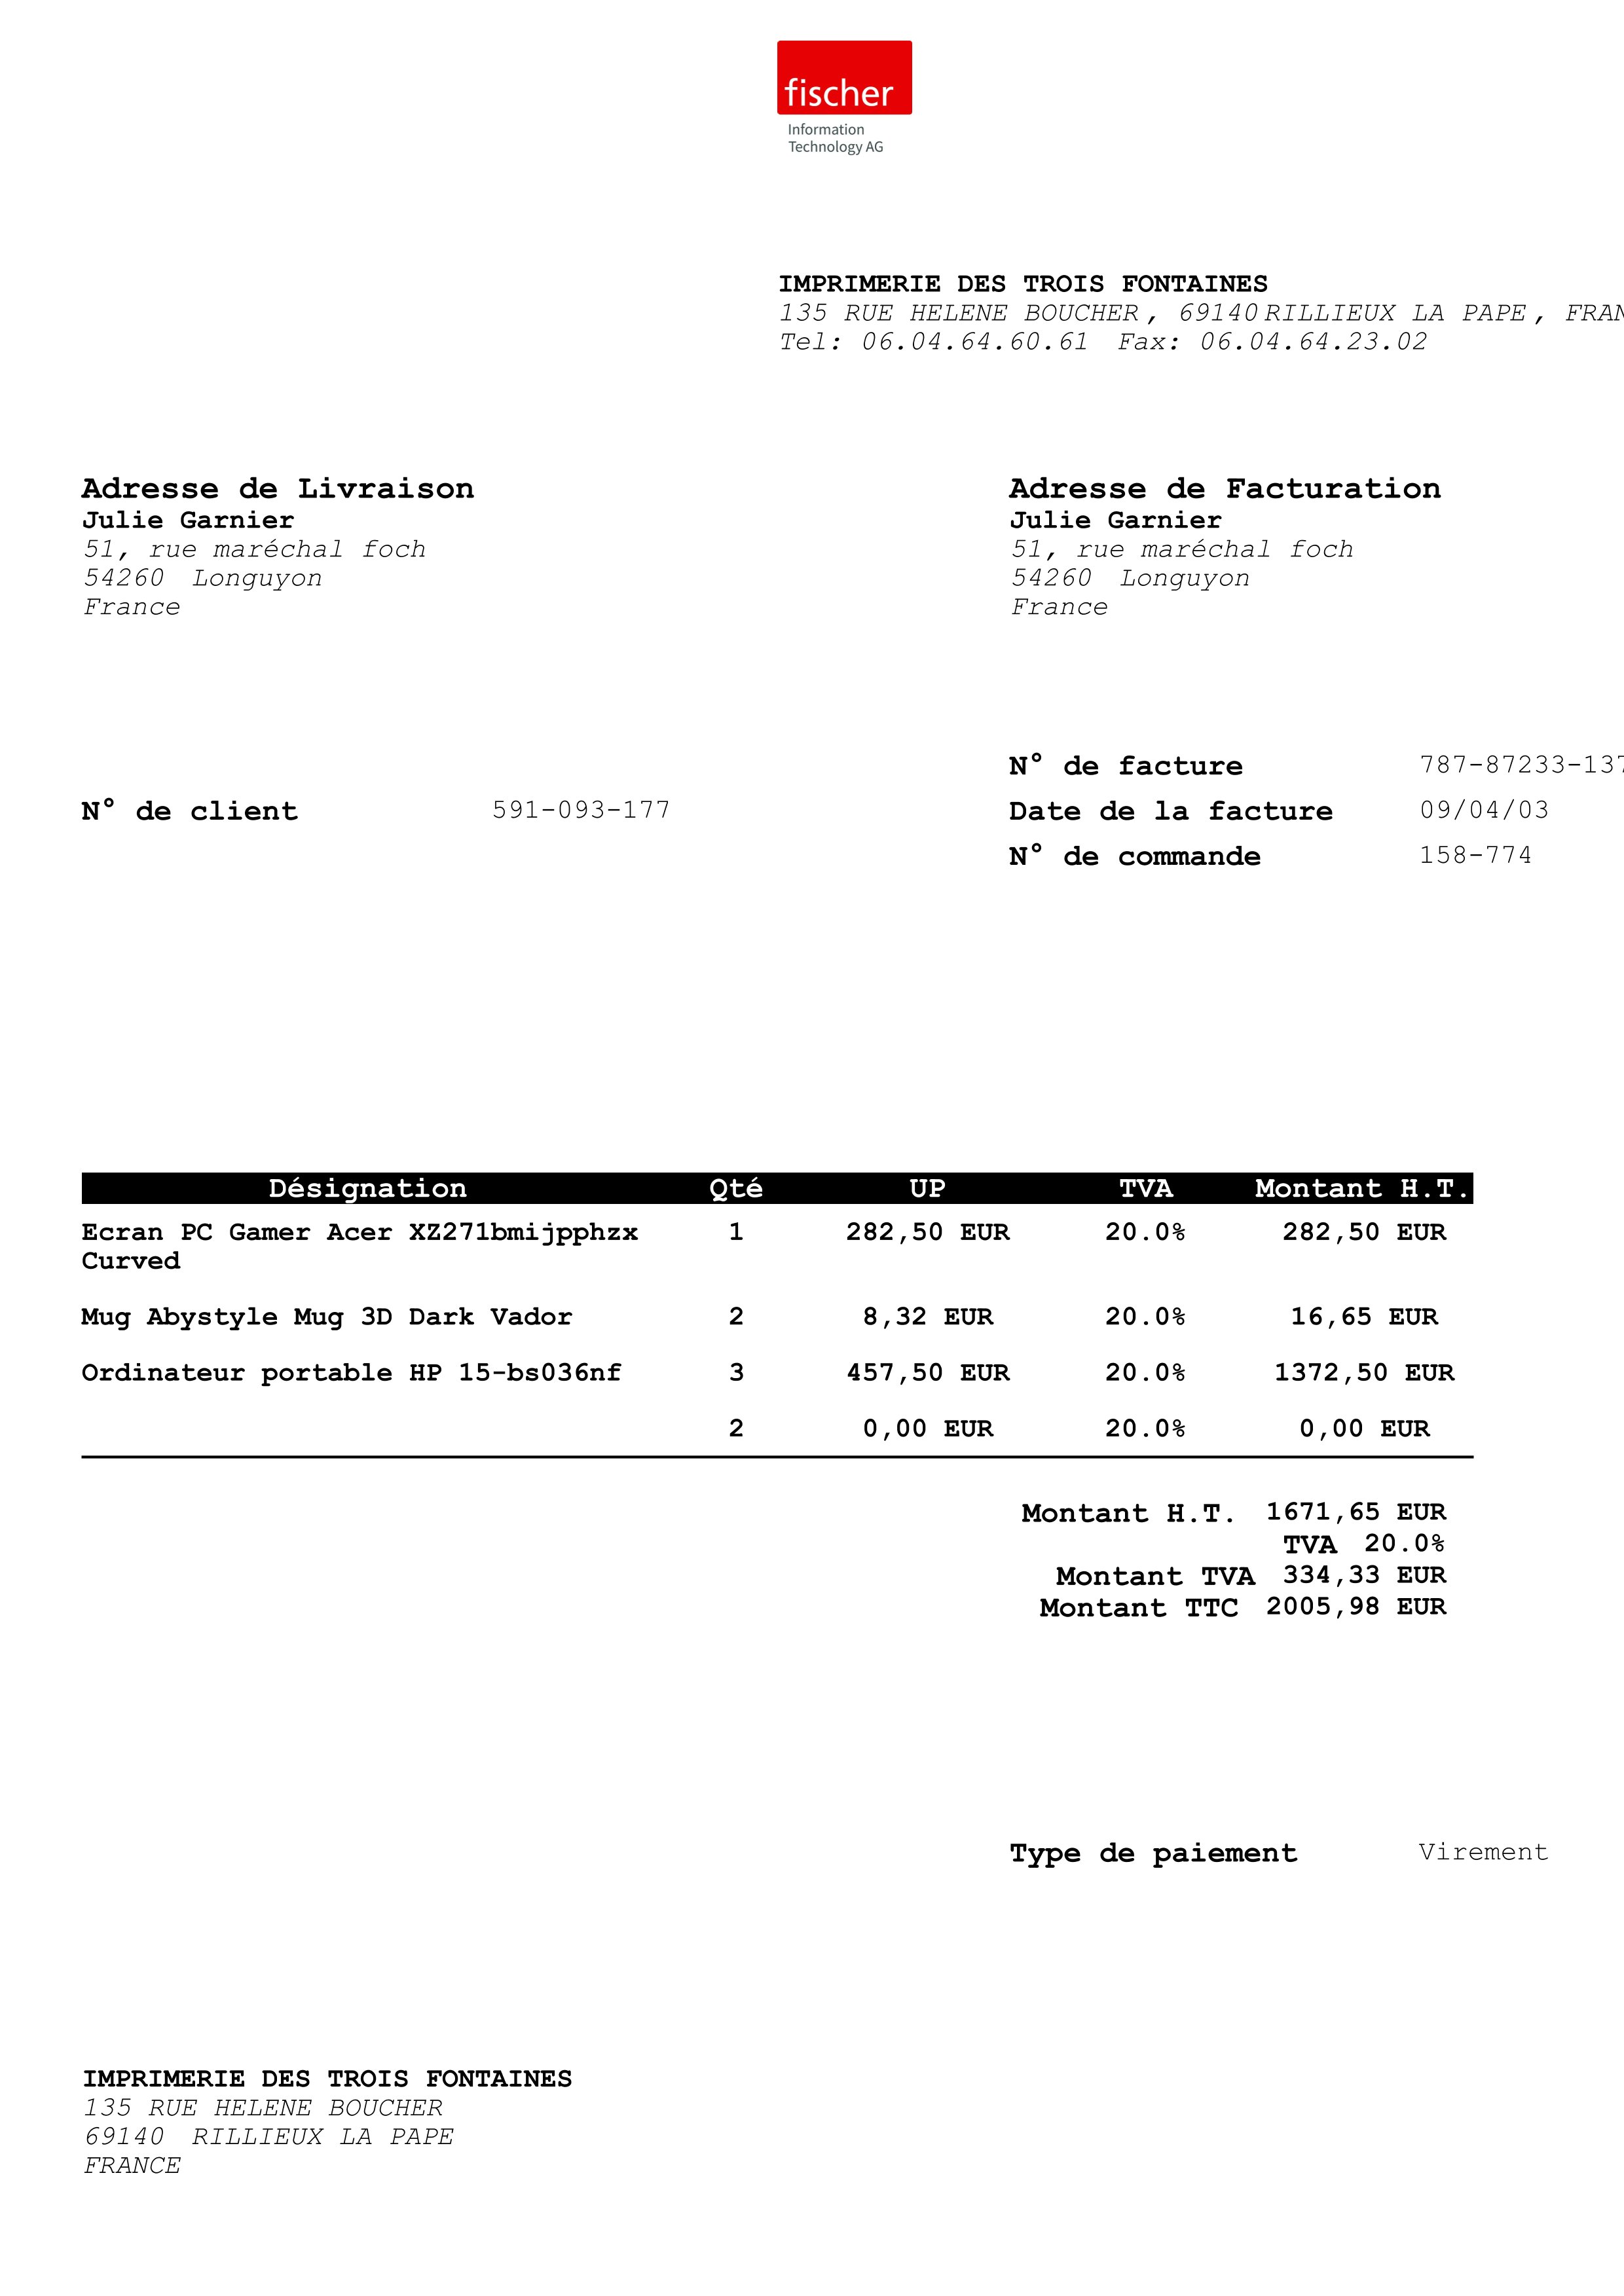 fischer
Information
Technology AG
IMPRIMERIE DES TROIS FONTAINES
135 RUE HELENE BOUCHER, 69140 RILLIEUX LA PAPE, FRAN
Tel: 06.04.64.60.61 Fax: 06.04.64.23.02
Adresse de Livraison
Julie Garnier
51, rue maréchal foch
54260 Longuyon
France
Adresse de Facturation
Julie Garnier
51, rue maréchal foch
54260 Longuyon
France
N° de client 591-093-177
N° de facture 787-87233-137
Date de la facture 09/04/03
N° de commande 158-774
Désignation Qté UP TVA Montant H.T.
Ecran PC Gamer Acer XZ271bmijpphzx 1 282,50 EUR 20.0% 282,50 EUR
Curved
Mug Abystyle Mug 3D Dark Vador 2 8,32 EUR 20.0% 16,65 EUR
Ordinateur portable HP 15-bs036nf 3 457,50 EUR 20.0% 1372,50 EUR
2 0,00 EUR 20.0% 0,00 EUR
Montant H.T. 1671,65 EUR
TVA 20.0%
Montant TVA 334,33 EUR
Montant TTC 2005,98 EUR
Type de paiement Virement
IMPRIMERIE DES TROIS FONTAINES
135 RUE HELENE BOUCHER
69140 RILLIEUX LA PAPE
FRANCE